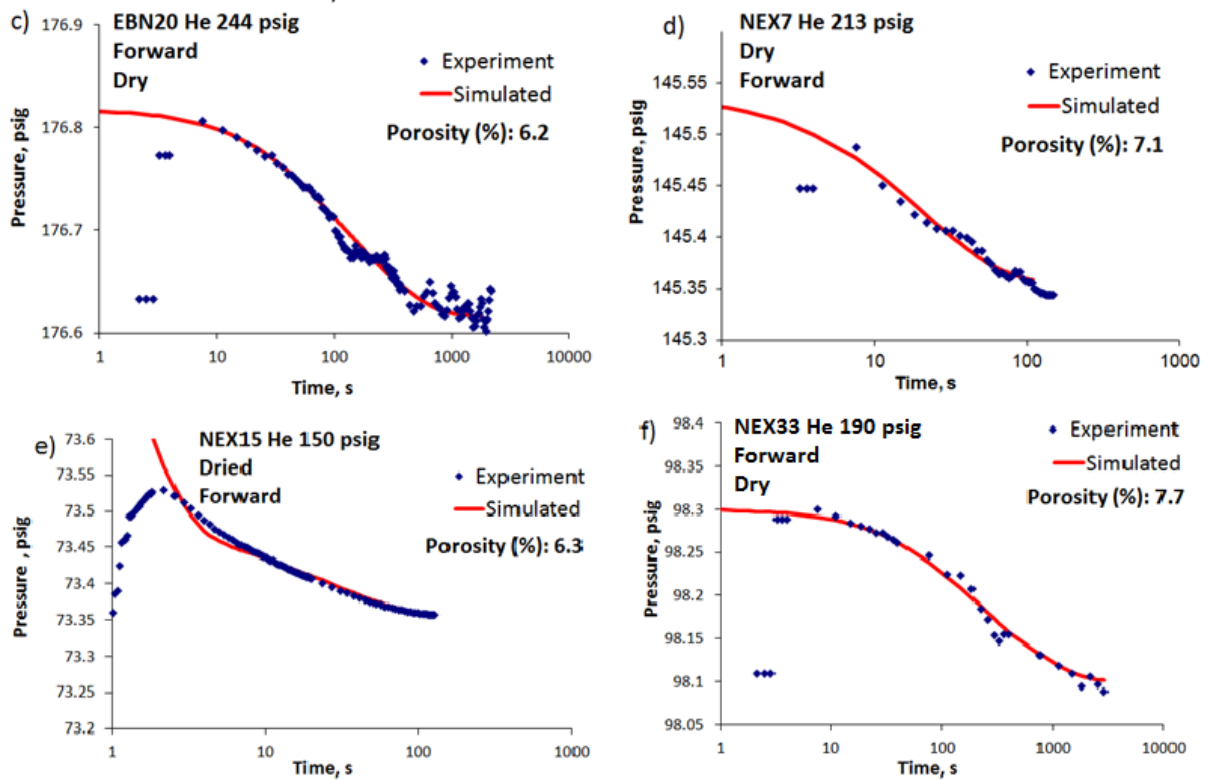 c)
EBN20 He 244 psig
Forward
Dry
Experiment
Simulated
Porosity (%): 6.2
Pressure, psig
176.9
176.8
176.7
176.6
1 10 100 1000 10000
Time, s
d)
NEX7 He 213 psig
Dry
Forward
Experiment
Simulated
Porosity (%): 7.1
Pressure, psig
145.55
145.5
145.45
145.4
145.35
145.3
1 10 100 1000
Time, s
e)
NEX15 He 150 psig
Dried
Forward
Experiment
Simulated
Porosity (%): 6.3
Pressure , psig
73.6
73.55
73.5
73.45
73.4
73.35
73.3
73.25
73.2
1 10 100 1000
Time, s
f)
NEX33 He 190 psig
Forward
Dry
Experiment
Simulated
Porosity (%): 7.7
Pressure, psig
98.4
98.35
98.3
98.25
98.2
98.15
98.1
98.05
1 10 100 1000 10000
Time, s